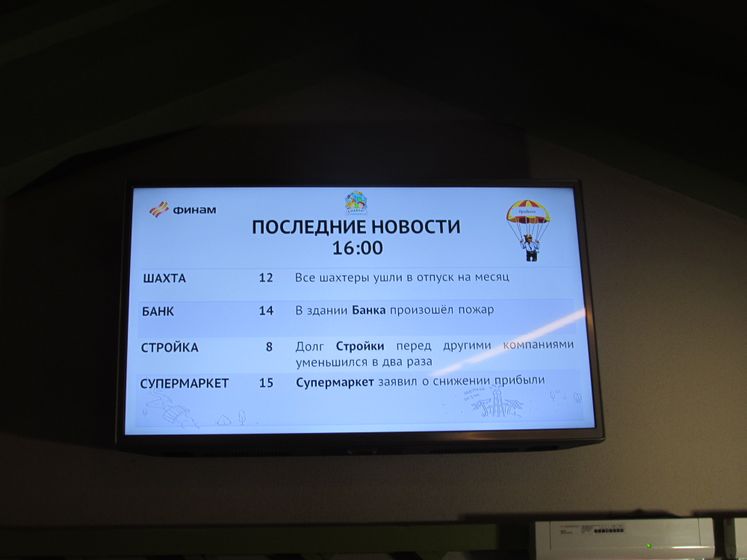 ФИНАМ
ПОСЛЕДНИЕ НОВОСТИ
16:00
ШАХТА 12 Все шахтеры ушли в отпуск на месяц
БАНК 14 В здании Банка произошёл пожар
СТРОЙКА 8 Долг Стройки перед другими компаниями
уменьшился в два раза
СУПЕРМАРКЕТ 15 Супермаркет заявил о снижении прибыли